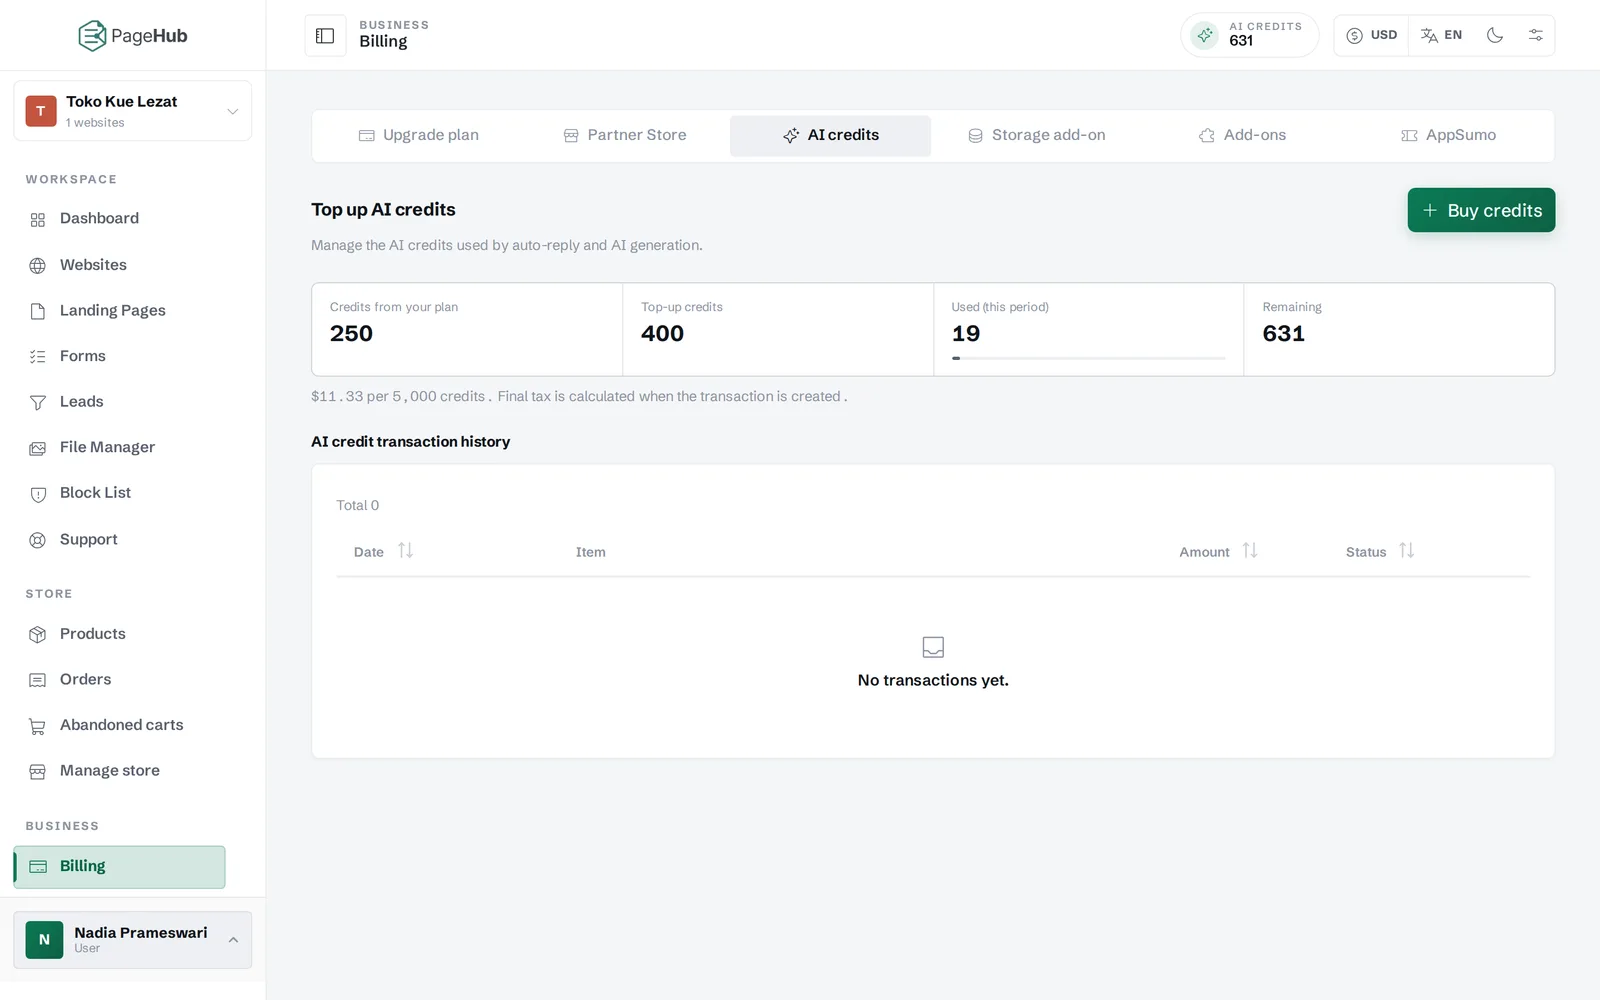 PageHub
BUSINESS
Billing
AI CREDITS
631
USD
EN
T
Toko Kue Lezat
1 websites
WORKSPACE
Dashboard
Websites
Landing Pages
Forms
Leads
File Manager
Block List
Support
STORE
Products
Orders
Abandoned carts
Manage store
BUSINESS
Billing
N
Nadia Prameswari
User
Upgrade plan
Partner Store
AI credits
Storage add-on
Add-ons
AppSumo
Top up AI credits
Buy credits
Manage the AI credits used by auto-reply and AI generation.
Credits from your plan
250
Top-up credits
400
Used (this period)
19
Remaining
631
$11.33 per 5,000 credits. Final tax is calculated when the transaction is created.
AI credit transaction history
Total 0
Date
Item
Amount
Status
No transactions yet.